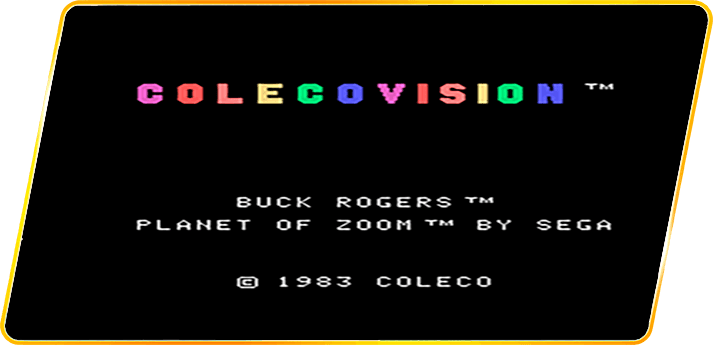 COLECOVISION™
BUCK ROGERS™
PLANET OF ZOOM™ BY SEGA
© 1983 COLECO